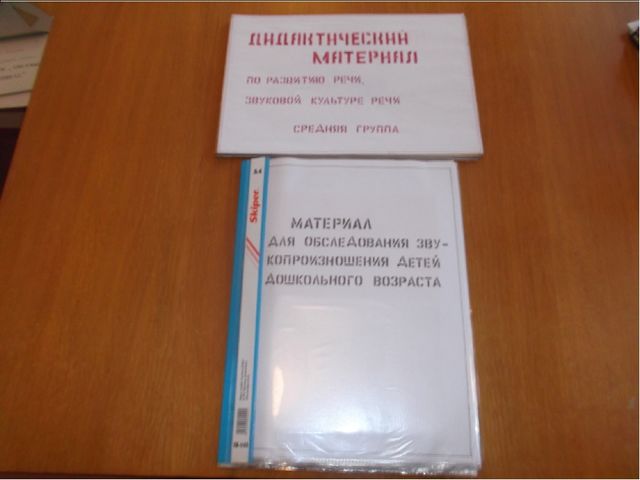 ДИДАКТИЧЕСКИЙ
МАТЕРИАЛ
ПО РАЗВИТИЮ РЕЧИ,
ЗВУКОВОЙ КУЛЬТУРЕ РЕЧИ
СРЕДНЯЯ ГРУППА
A4
Skiper
МАТЕРИАЛ
ДЛЯ ОБСЛЕДОВАНИЯ ЗВУ-
КОПРОИЗНОШЕНИЯ ДЕТЕЙ
ДОШКОЛЬНОГО ВОЗРАСТА